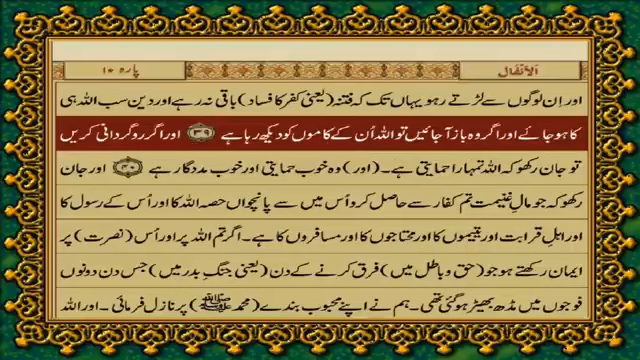 پارہ ۱۰ الانفال
اور اِن لوگوں سے لڑتے رہو یہاں تک کہ فتنہ (یعنی کفر کا فساد) باقی نہ رہے اور دین سب اللہ ہی
کا ہو جائے اور اگر وہ باز آ جائیں تو اللہ اُن کے کاموں کو دیکھ رہا ہے ۳۹ اور اگر روگردانی کریں
تو جان رکھو کہ اللہ تمہارا حمایتی ہے۔ (اور) وہ خوب حمایتی اور خوب مددگار ہے ۴۰ اور جان
رکھو کہ جو مالِ غنیمت تم کفار سے حاصل کرو اُس میں سے پانچواں حصہ اللہ کا اور اُس کے رسول کا
اور اہلِ قرابت اور یتیموں کا اور محتاجوں کا اور مسافروں کا ہے۔ اگر تم اللہ پر اور اُس (نصرت) پر
ایمان رکھتے ہو جو (حق و باطل میں) فرق کرنے کے دن (یعنی جنگِ بدر میں) جس دن دونوں
فوجوں میں مڈھ بھیڑ ہو گئی تھی۔ ہم نے اپنے محبوب بندے (محمد ﷺ) پر نازل فرمائی۔ اور اللہ